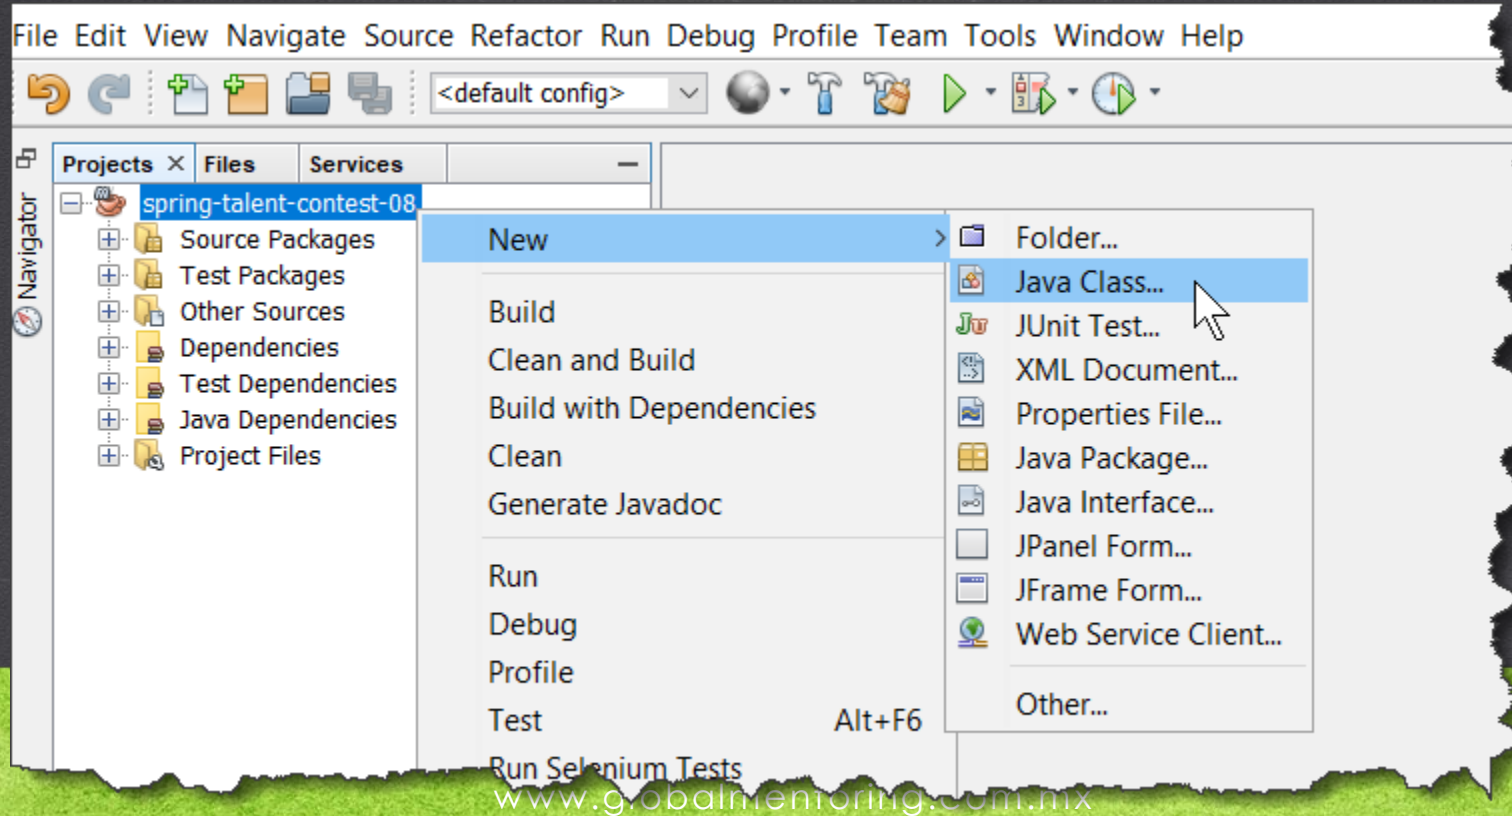 File Edit View Navigate Source Refactor Run Debug Profile Team Tools Window Help
<default config>
Projects Files Services
Navigator
spring-talent-contest-08
Source Packages
Test Packages
Other Sources
Dependencies
Test Dependencies
Java Dependencies
Project Files
New
Build
Clean and Build
Build with Dependencies
Clean
Generate Javadoc
Run
Debug
Profile
Test Alt+F6
Run Selenium Tests
Folder...
Java Class...
JUnit Test...
XML Document...
Properties File...
Java Package...
Java Interface...
JPanel Form...
JFrame Form...
Web Service Client...
Other...
www.globalmentoring.com.mx